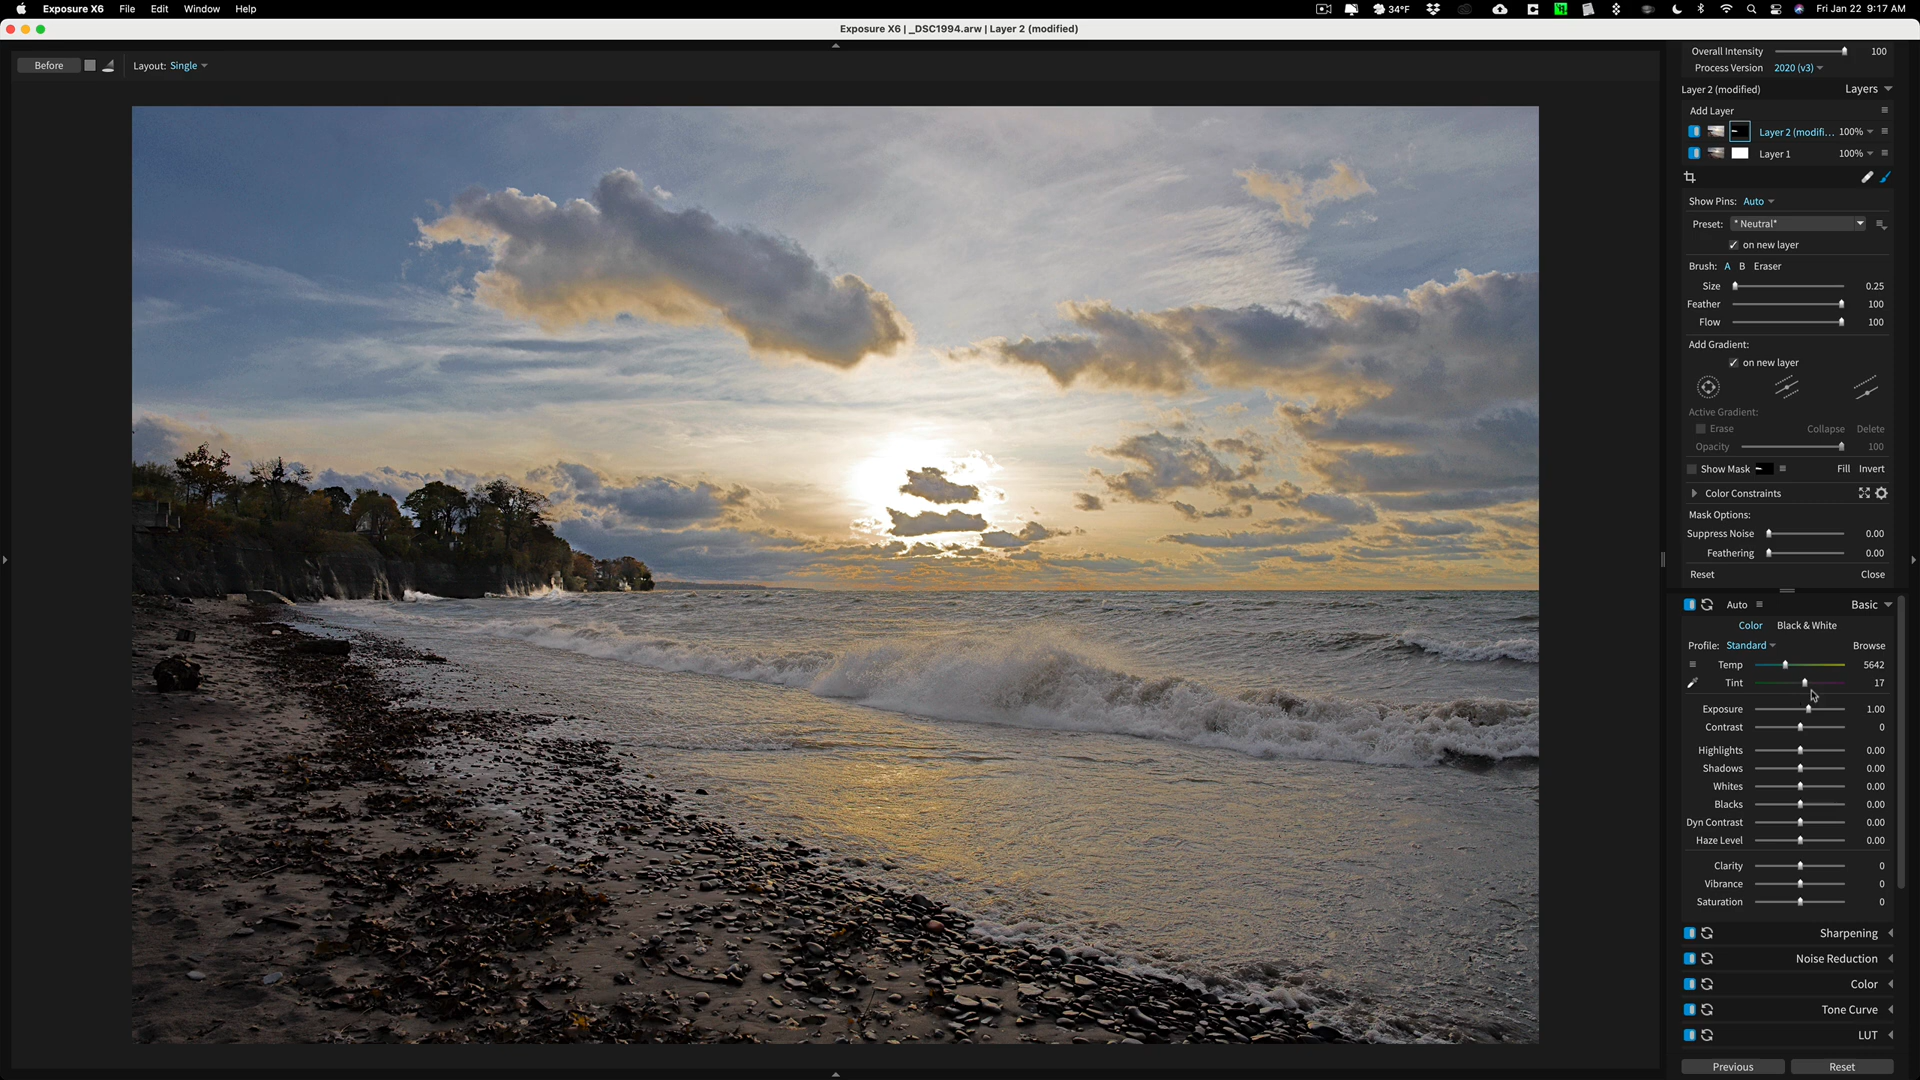 Exposure X6 File Edit Window Help 34°F Fri Jan 22 9:17 AM
Exposure X6 | _DSC1994.arw | Layer 2 (modified)
Before Layout: Single
Overall Intensity 100
Process Version 2020 (v3)
Layer 2 (modified) Layers
Add Layer
Layer 2 (modifi... 100%
Layer 1 100%
Show Pins: Auto
Preset: * Neutral*
on new layer
Brush: A B Eraser
Size 0.25
Feather 100
Flow 100
Add Gradient:
on new layer
Active Gradient:
Erase Collapse Delete
Opacity 100
Show Mask Fill Invert
Color Constraints
Mask Options:
Suppress Noise 0.00
Feathering 0.00
Reset Close
Auto Basic
Color Black & White
Profile: Standard Browse
Temp 5642
Tint 17
Exposure 1.00
Contrast 0
Highlights 0.00
Shadows 0.00
Whites 0.00
Blacks 0.00
Dyn Contrast 0.00
Haze Level 0.00
Clarity 0
Vibrance 0
Saturation 0
Sharpening
Noise Reduction
Color
Tone Curve
LUT
Previous Reset